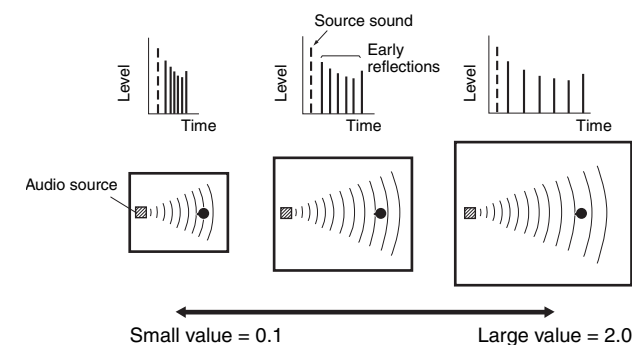 Source sound
Early
reflections
Level
Time
Level
Time
Level
Time
Audio source
Small value = 0.1
Large value = 2.0